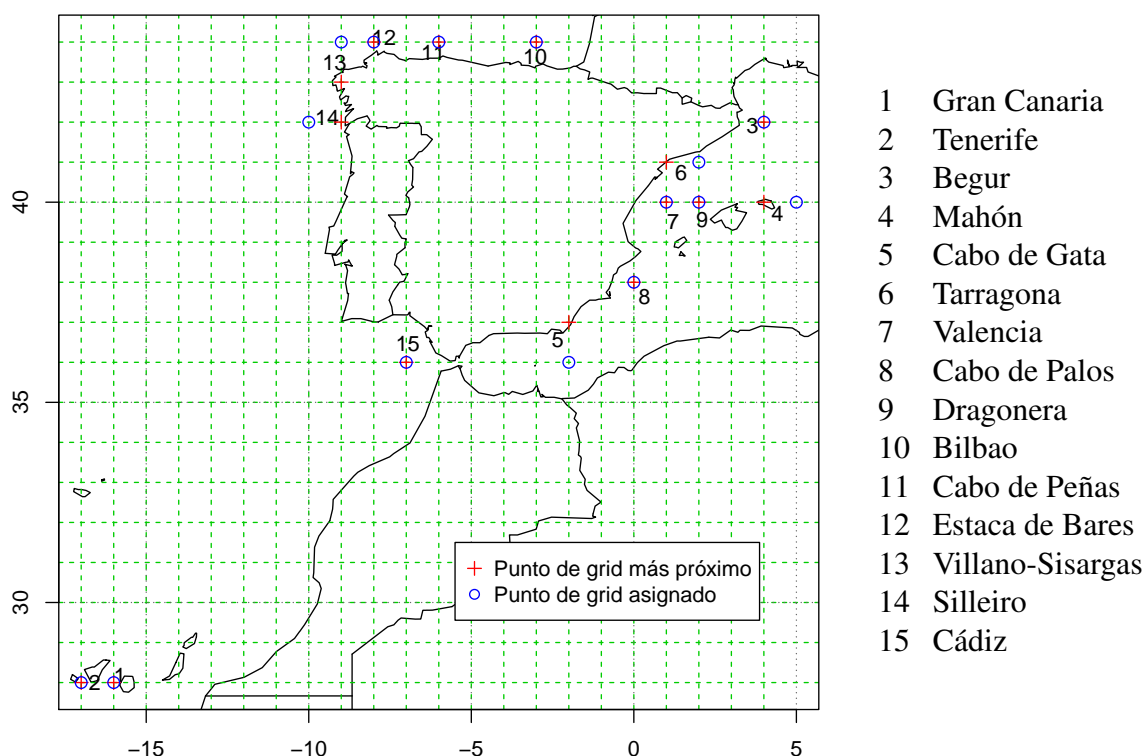 12
11
10
13
14
3
6
7
9
4
8
5
15
2
1
40
35
30
−15
−10
−5
0
5
Punto de grid más próximo
Punto de grid asignado
1 Gran Canaria
2 Tenerife
3 Begur
4 Mahón
5 Cabo de Gata
6 Tarragona
7 Valencia
8 Cabo de Palos
9 Dragonera
10 Bilbao
11 Cabo de Peñas
12 Estaca de Bares
13 Villano-Sisargas
14 Silleiro
15 Cádiz